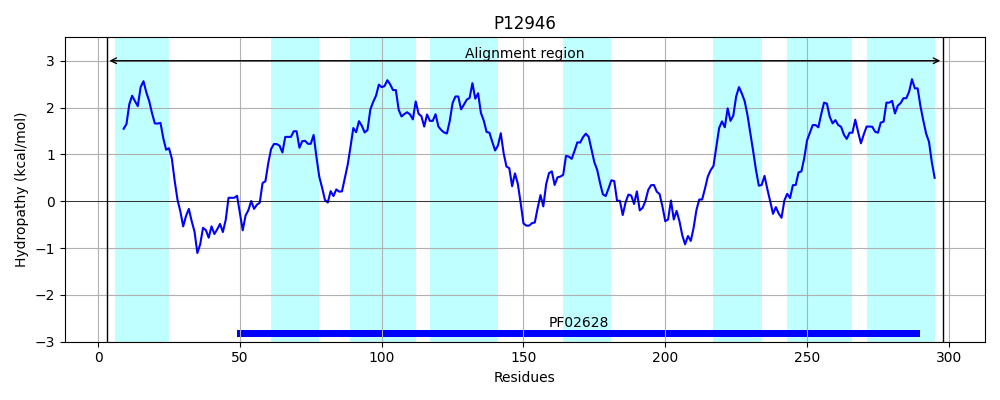 P12946
Alignment region
3
2
1
0
−1
−2
−3
Hydropathy (kcal/mol)
PF02628
0 50 100 150 200 250 300
Residues